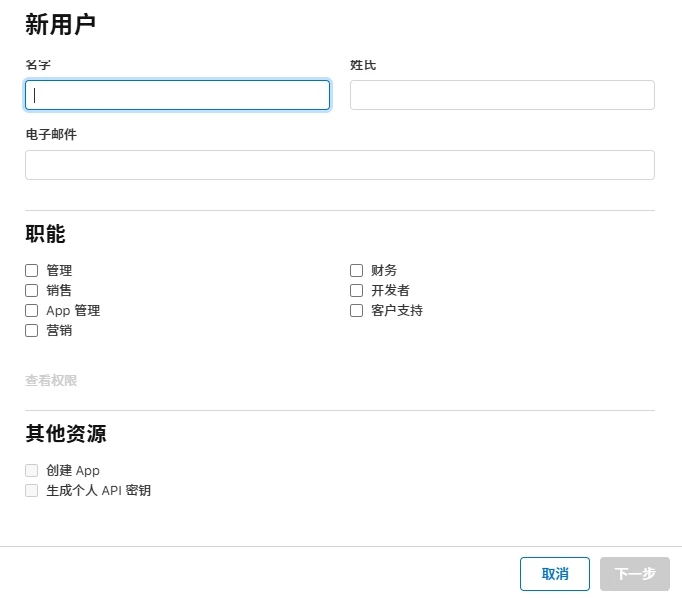 新用户
名字 姓氏
电子邮件
职能
管理 财务
销售 开发者
App 管理 客户支持
营销
查看权限
其他资源
创建 App
生成个人 API 密钥
取消 下一步